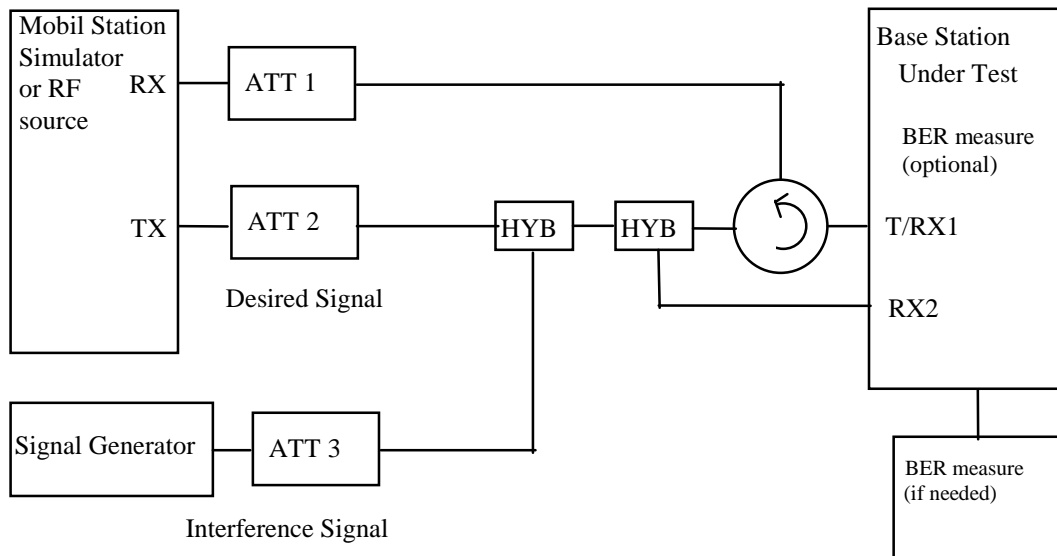 Mobil Station
Simulator
or RF
source
RX
TX
ATT 1
ATT 2
Desired Signal
HYB
HYB
Base Station
Under Test
BER measure
(optional)
T/RX1
RX2
Signal Generator
ATT 3
Interference Signal
BER measure
(if needed)